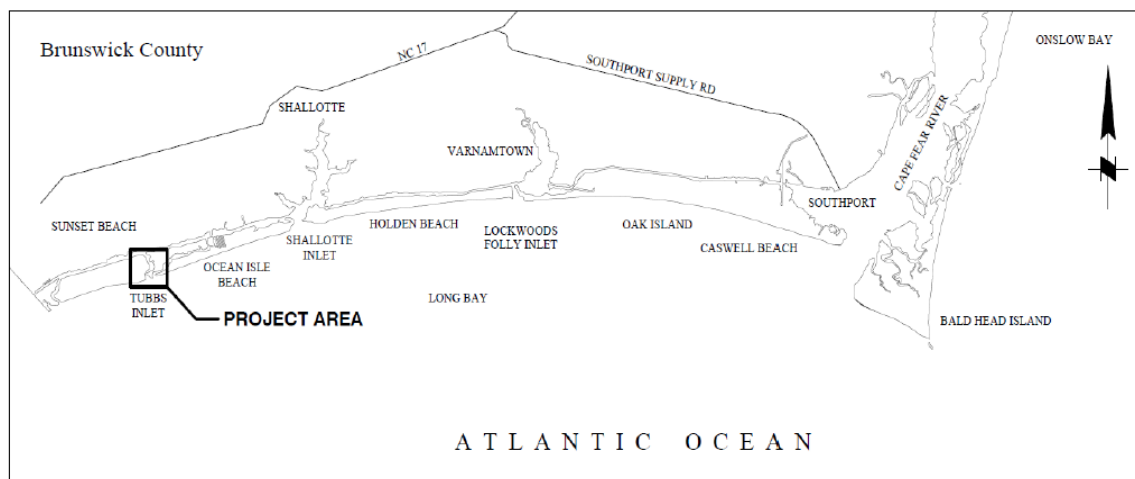 Brunswick County
ONSLOW BAY
NC 17
SOUTHPORT SUPPLY RD
SHALLOTTE
CAPE FEAR RIVER
VARNAMTOWN
SUNSET BEACH
SHALLOTTE
INLET
HOLDEN BEACH
LOCKWOODS
FOLLY INLET
OAK ISLAND
SOUTHPORT
CASWELL BEACH
OCEAN ISLE
BEACH
TUBBS
INLET
PROJECT AREA
LONG BAY
BALD HEAD ISLAND
ATLANTIC OCEAN
N